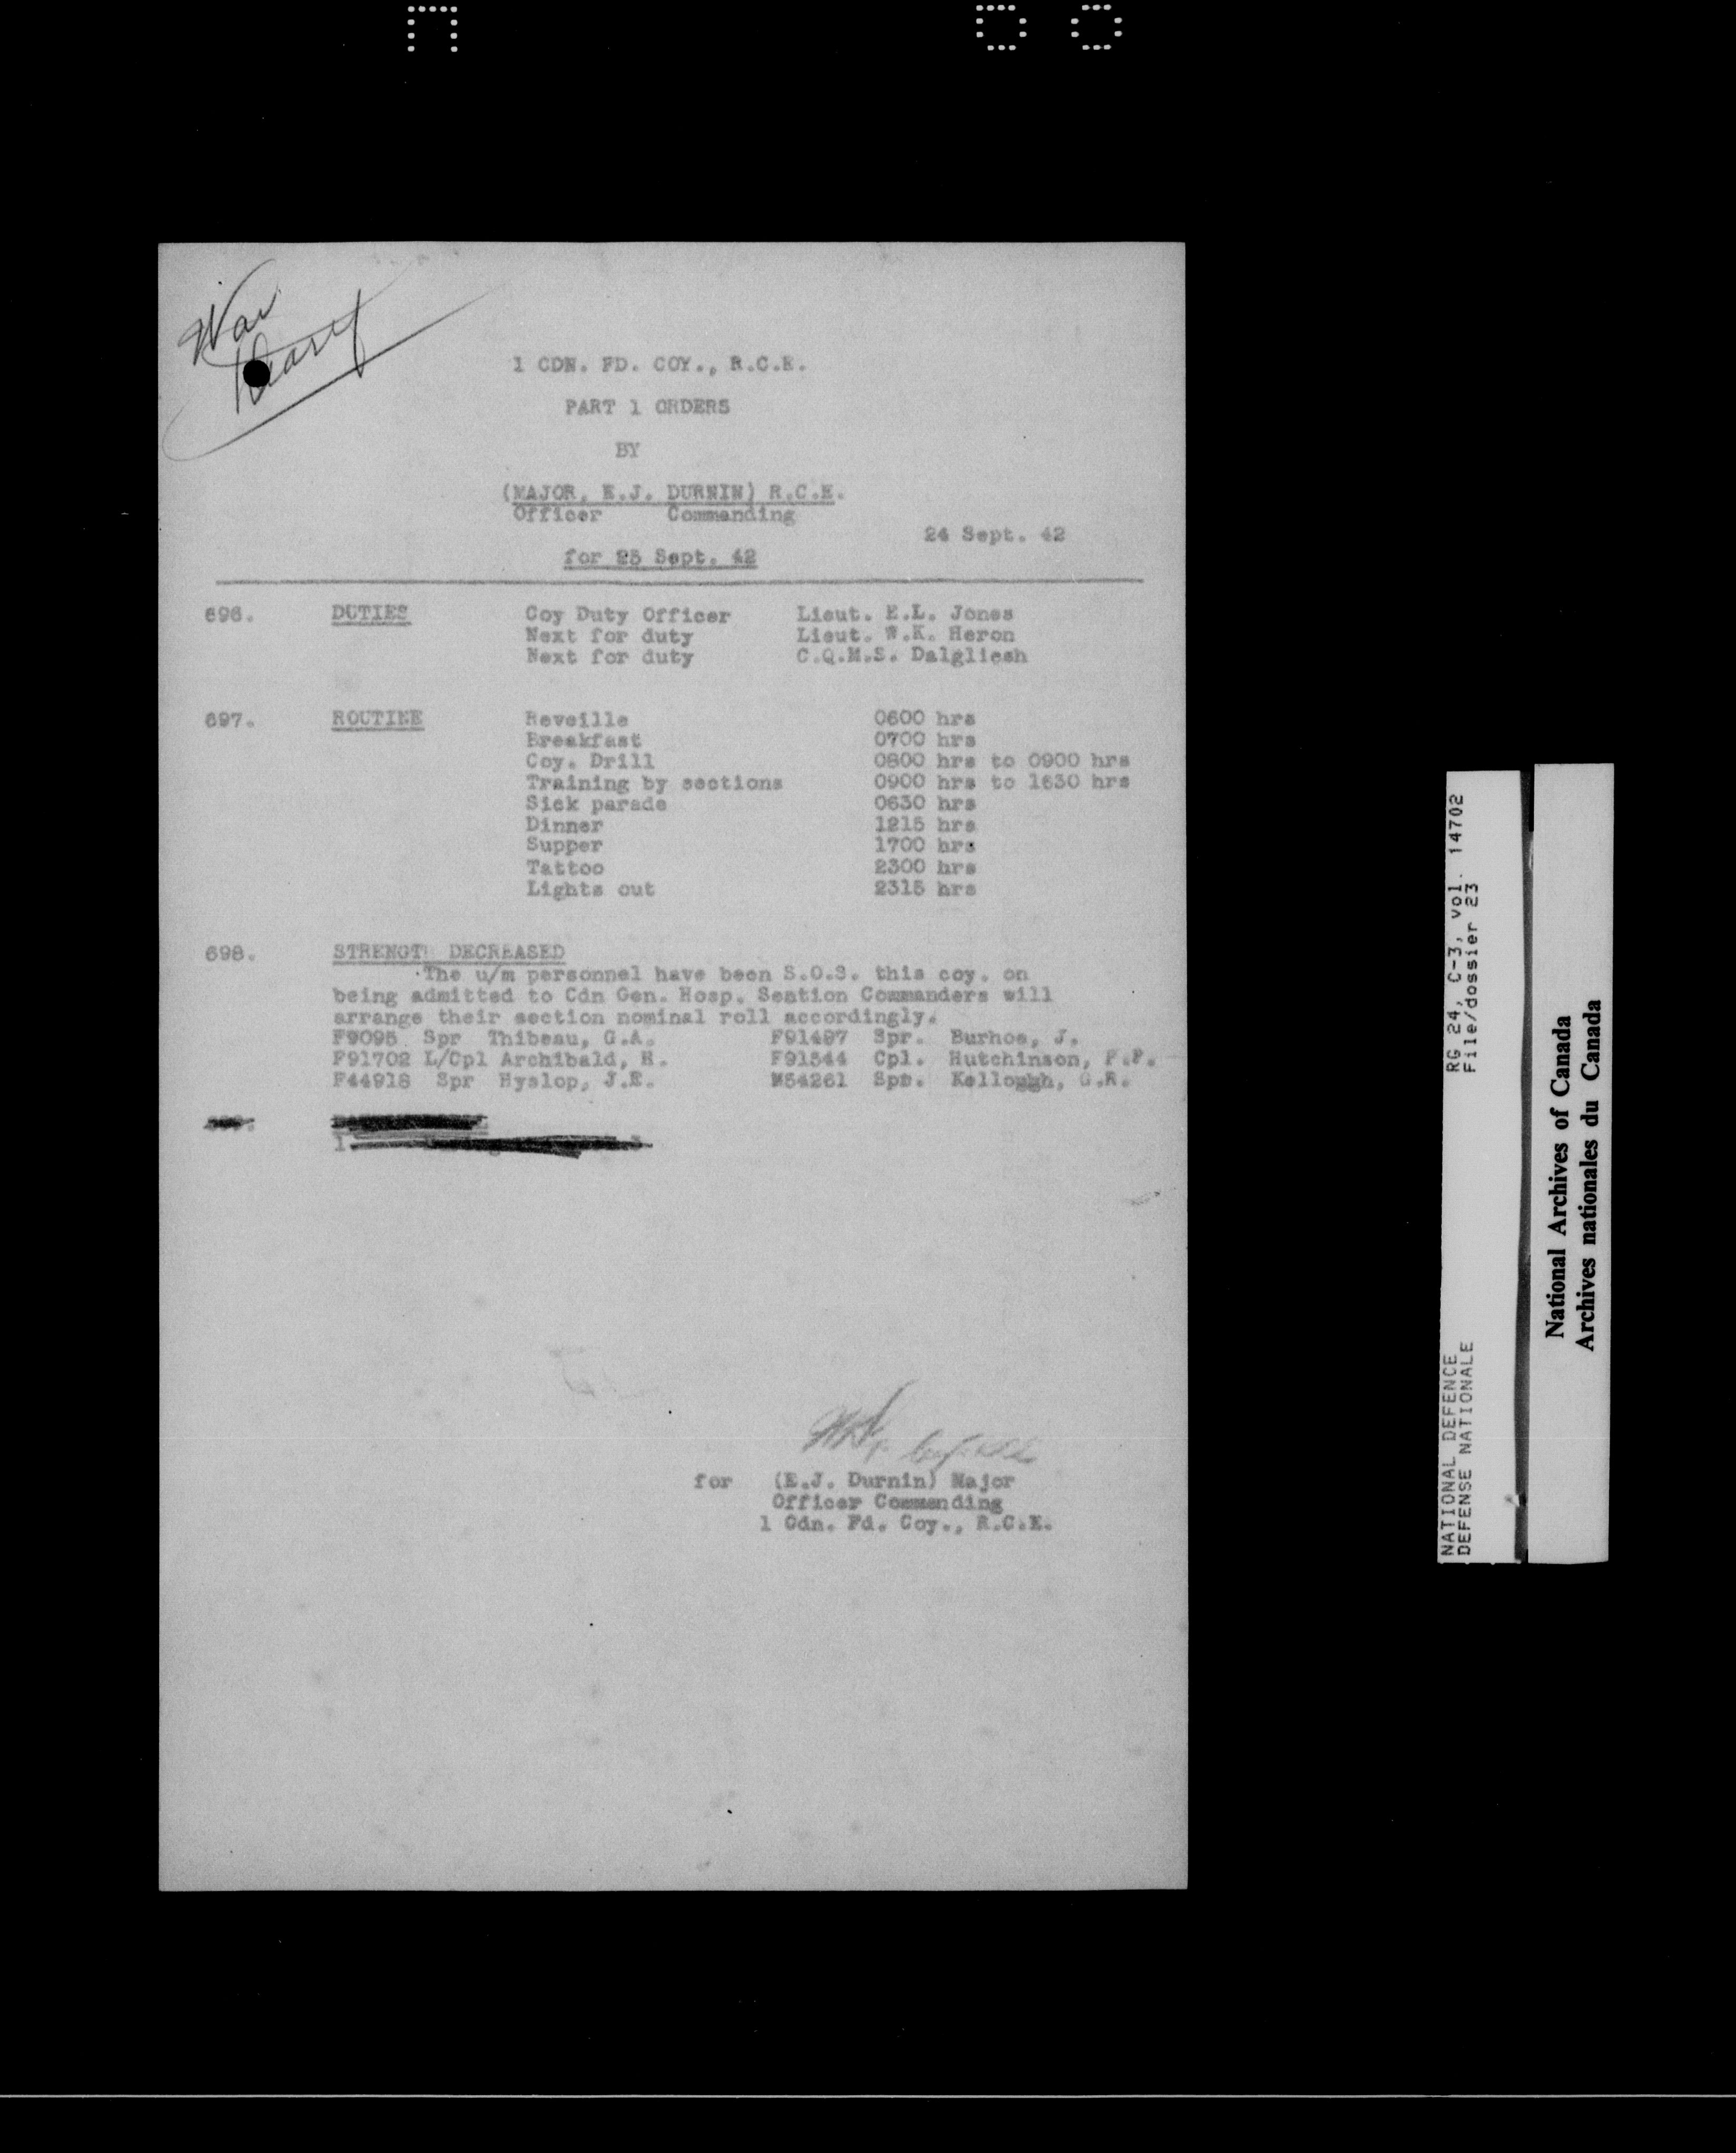 War
Diary
1 CDN. FD. COY., R.C.E.
PART 1 ORDERS
BY
(MAJOR, E.J. DURNIN) R.C.E.
Officer Commanding
24 Sept. 42
for 25 Sept. 42
696. DUTIES Coy Duty Officer Lieut. E.L. Jones
Next for duty Lieut. W.K. Heron
Next for duty C.Q.M.S. Dalgliesh
697. ROUTINE Reveille 0600 hrs
Breakfast 0700 hrs
Coy. Drill 0800 hrs to 0900 hrs
Training by sections 0900 hrs to 1630 hrs
Sick parade 0630 hrs
Dinner 1215 hrs
Supper 1700 hrs
Tattoo 2300 hrs
Lights out 2315 hrs
698. STRENGTH DECREASED
The u/m personnel have been S.O.S. this coy. on
being admitted to Cdn Gen. Hosp. Section Commanders will
arrange their section nominal roll accordingly.
F9095 Spr Thibeau, G.A. F91497 Spr. Burhoe, J.
F91702 L/Cpl Archibald, H. F91544 Cpl. Hutchinson, F.P.
F44918 Spr Hyslop, J.E. M54261 Spr. Kellough, G.R.
for (E.J. Durnin) Major
Officer Commanding
1 Cdn. Fd. Coy., R.C.E.
NATIONAL DEFENCE RG 24, C-3, vol. 14702
DEFENSE NATIONALE File/dossier 23
National Archives of Canada
Archives nationales du Canada